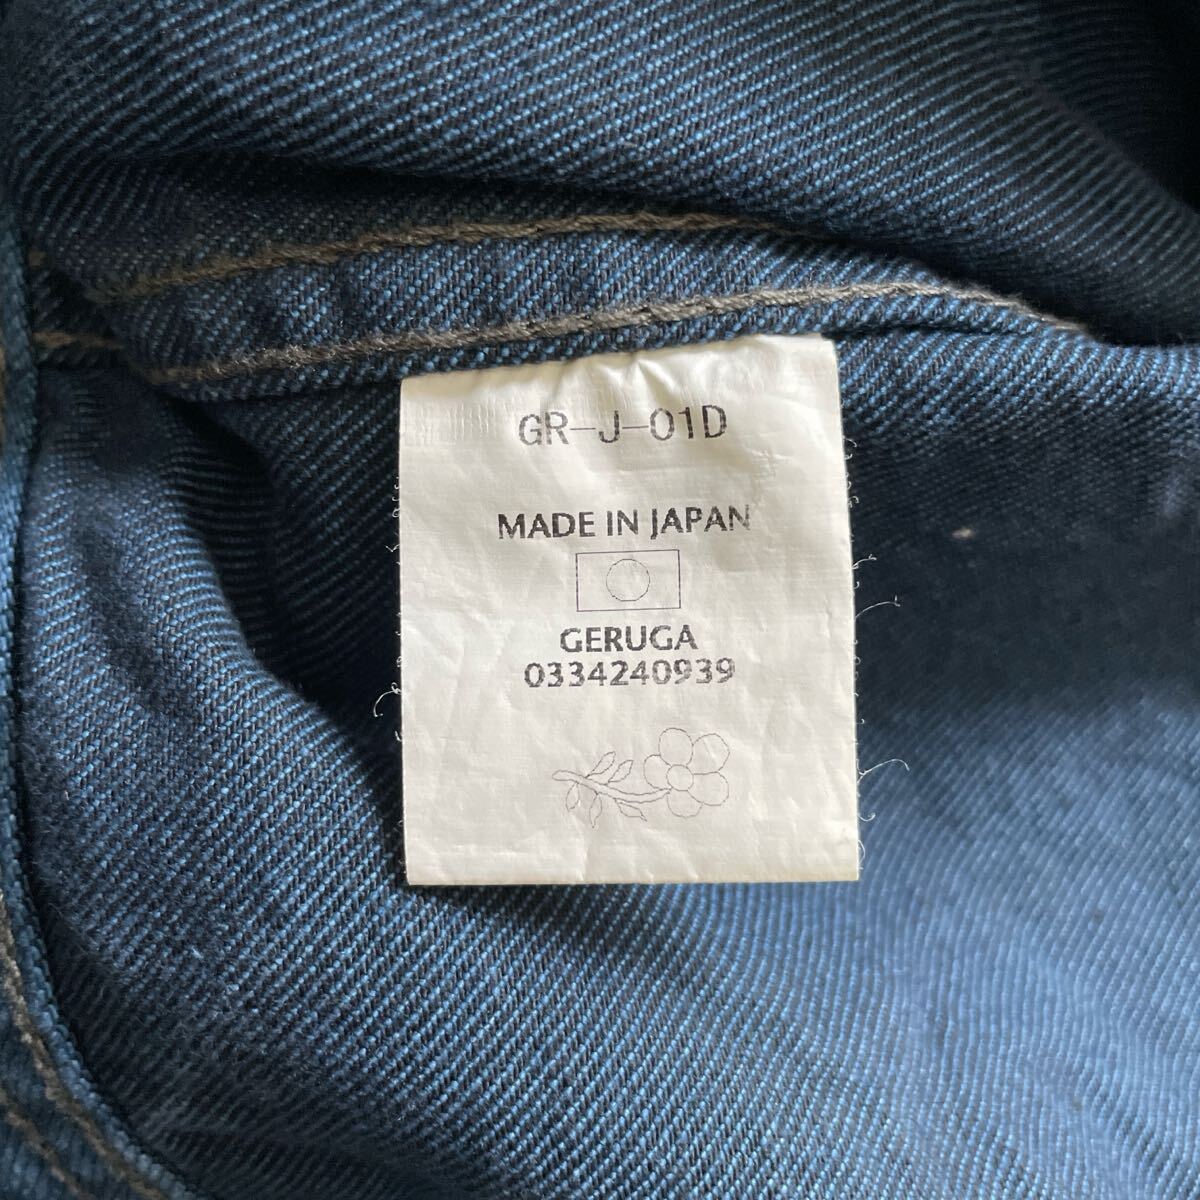 GR-J-01D
MADE IN JAPAN
GERUGA
0334240939